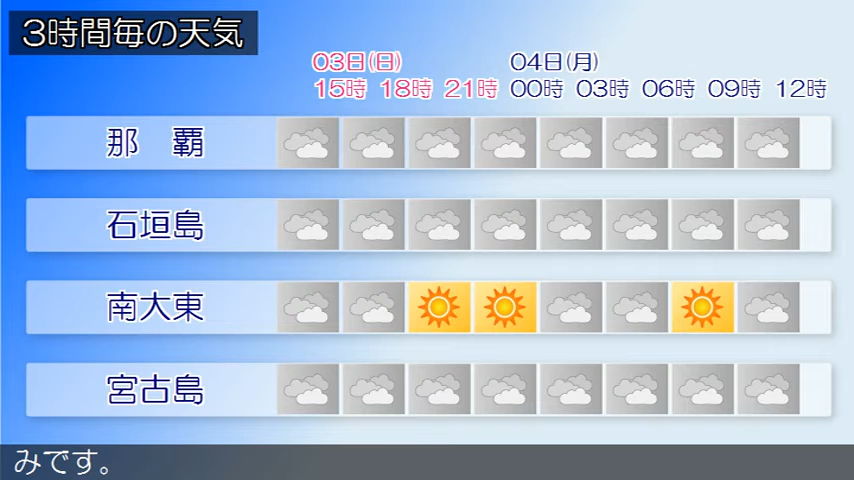 3時間毎の天気
03日(日) 04日(月)
15時 18時 21時 00時 03時 06時 09時 12時
那　覇
石垣島
南大東
宮古島
みです。